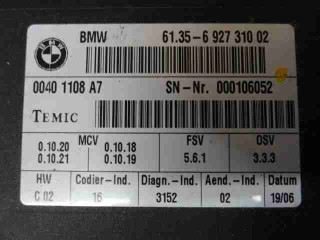 BMW 61.35-6 927 310 02
0040 1108 A7 SN-Nr. 000106052
TEMIC
MCV FSV OSV
0.10.20 0.10.18
0.10.21 0.10.19 5.6.1 3.3.3
HW Codier-Ind. Diagn.-Ind. Aend.-Ind. Datum
C 02 16 3152 02 19/06